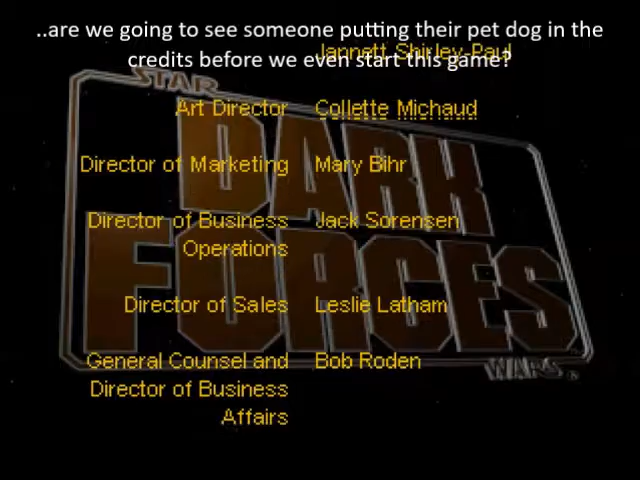 ..are we going to see someone putting their pet dog in the
credits before we even start this game?
Jannett Shirley-Paul
STAR
Art Director Collette Michaud
DARK
Director of Marketing Mary Bihr
Director of Business Jack Sorensen
Operations
FORCES
Director of Sales Leslie Latham
General Counsel and Bob Roden
WARS
Director of Business
Affairs